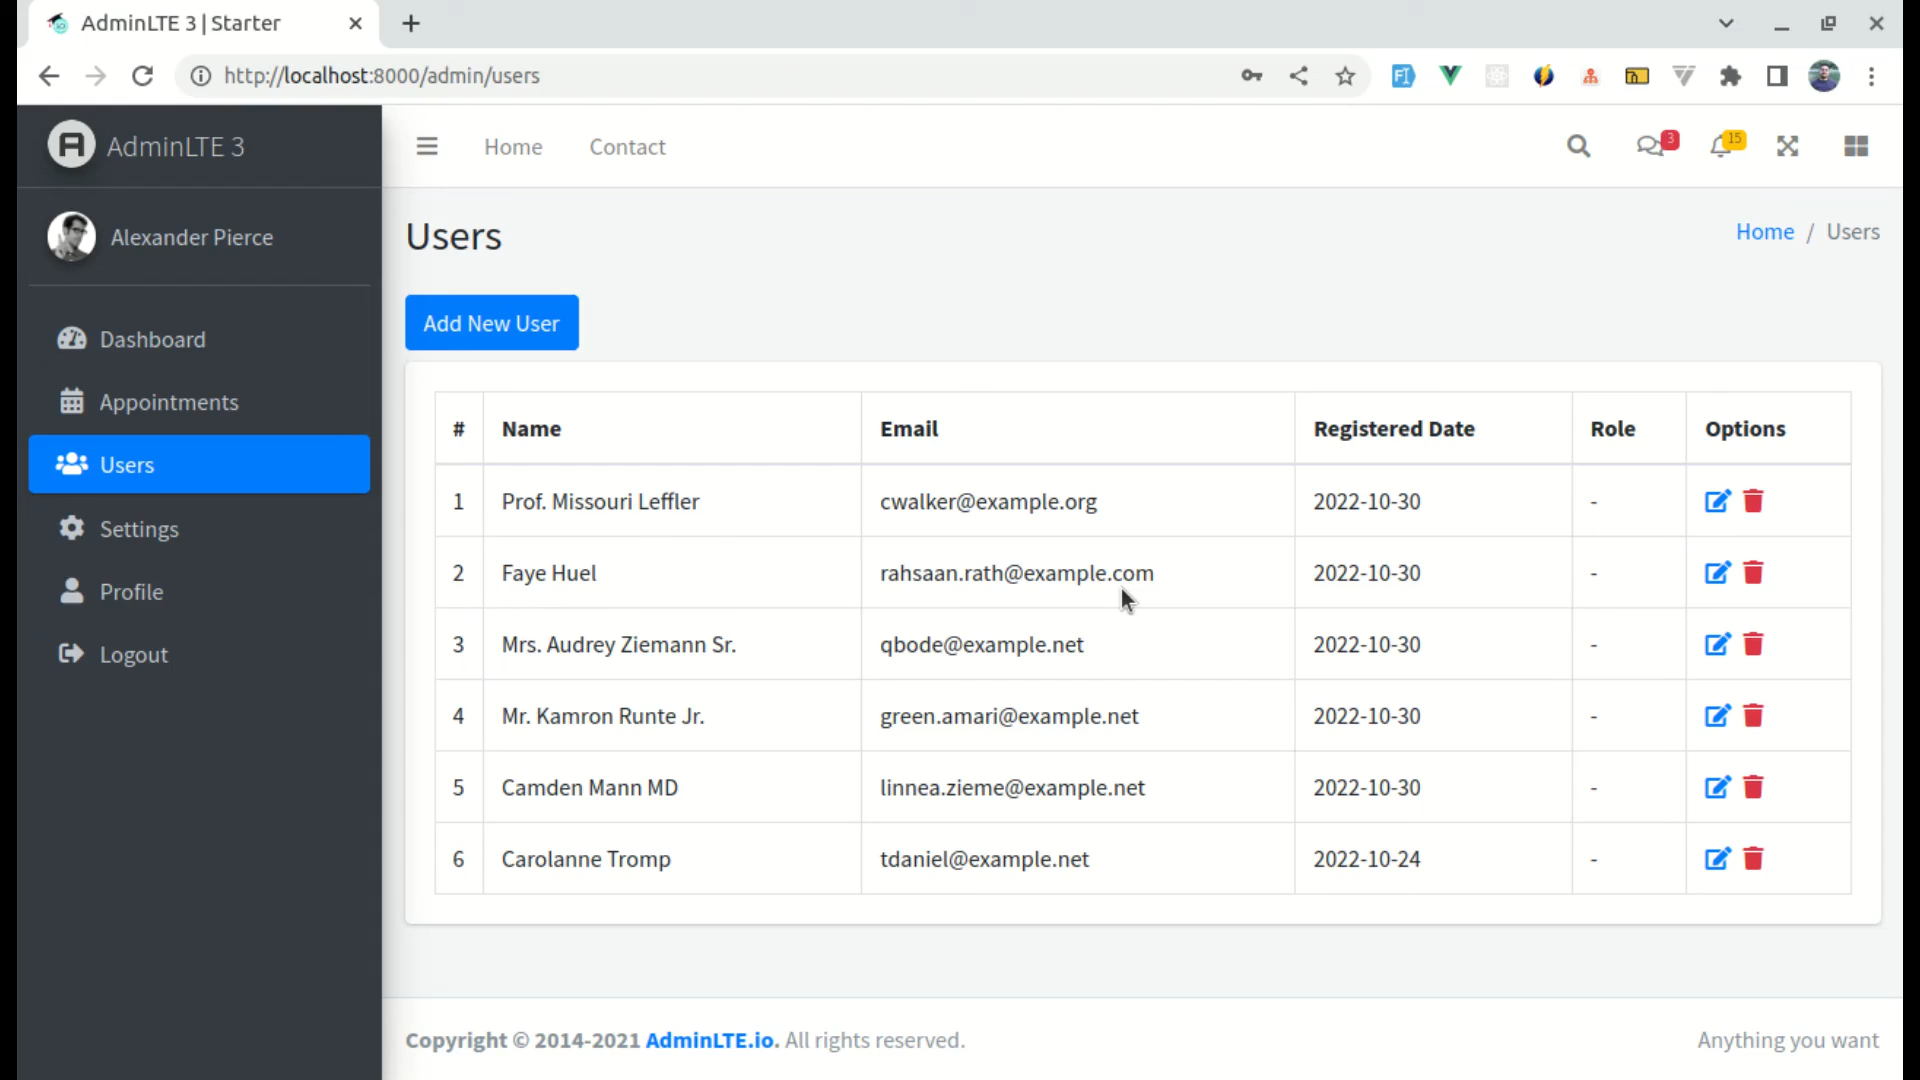 AdminLTE 3 | Starter
http://localhost:8000/admin/users
AdminLTE 3
Home
Contact
3
15
Alexander Pierce
Users
Home / Users
Add New User
Dashboard
Appointments
Users
Settings
Profile
Logout
# Name Email Registered Date Role Options
1 Prof. Missouri Leffler cwalker@example.org 2022-10-30 -
2 Faye Huel rahsaan.rath@example.com 2022-10-30 -
3 Mrs. Audrey Ziemann Sr. qbode@example.net 2022-10-30 -
4 Mr. Kamron Runte Jr. green.amari@example.net 2022-10-30 -
5 Camden Mann MD linnea.zieme@example.net 2022-10-30 -
6 Carolanne Tromp tdaniel@example.net 2022-10-24 -
Copyright © 2014-2021 AdminLTE.io. All rights reserved.
Anything you want